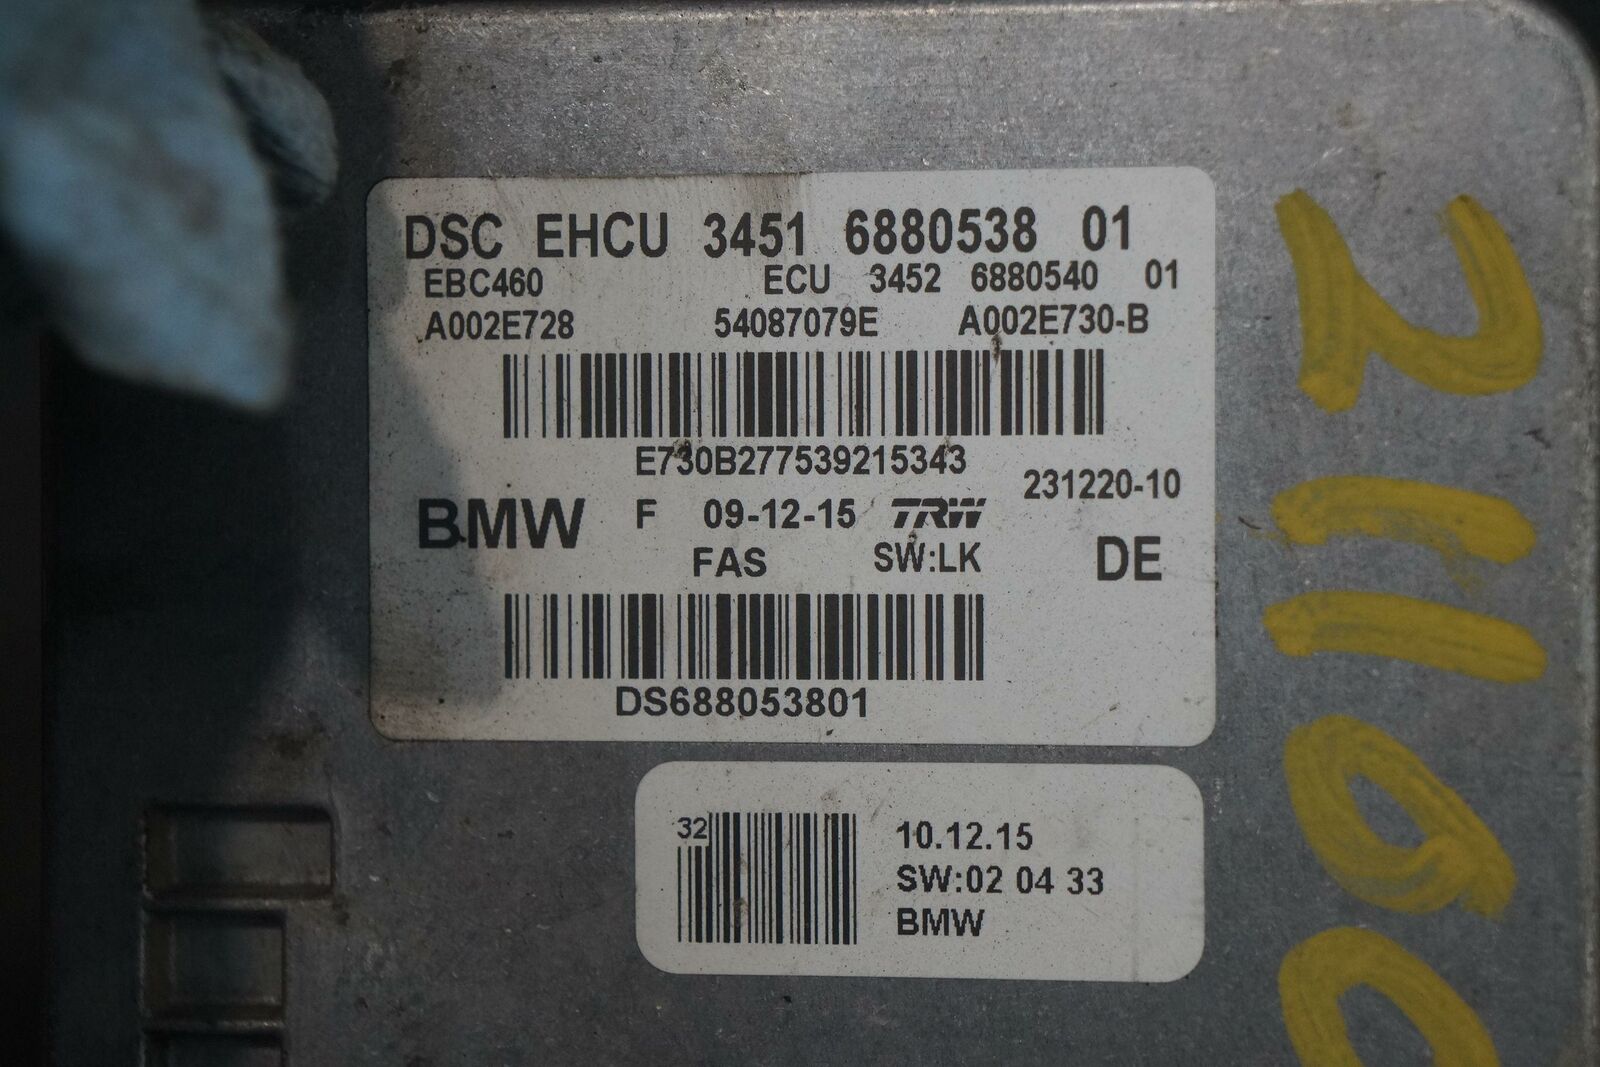 DSC EHCU 3451 6880538 01
EBC460 ECU 3452 6880540 01
A002E728 54087079E A002E730-B
E730B277539215343
231220-10
BMW F 09-12-15 TRW
FAS SW:LK DE
DS688053801
32
10.12.15
SW:02 04 33
BMW